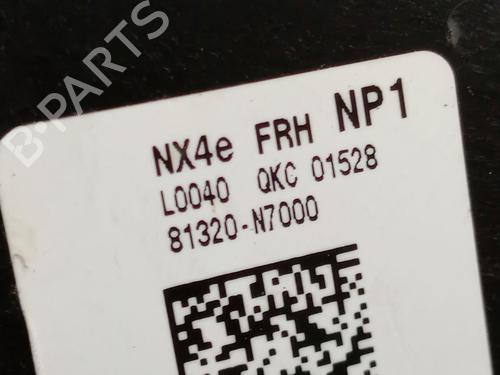 B-PARTS
NX4e FRH NP1
L0040 QKC 01528
81320-N7000